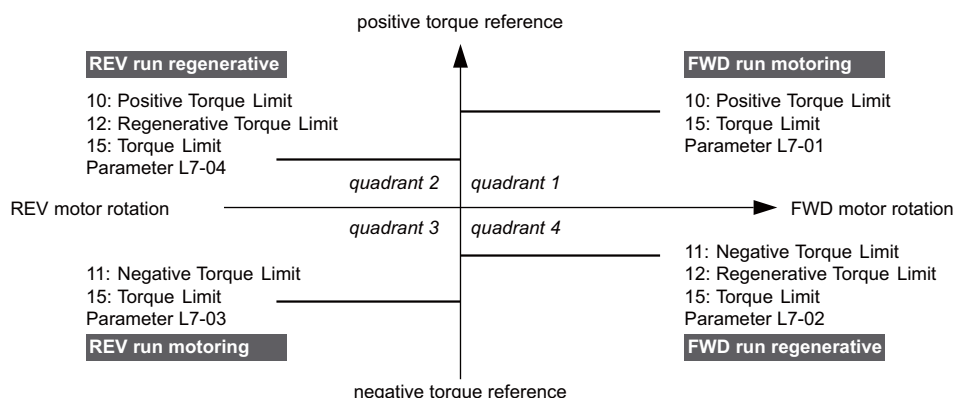 positive torque reference
REV run regenerative
10: Positive Torque Limit
12: Regenerative Torque Limit
15: Torque Limit
Parameter L7-04
FWD run motoring
10: Positive Torque Limit
15: Torque Limit
Parameter L7-01
quadrant 2
quadrant 1
REV motor rotation
FWD motor rotation
quadrant 3
quadrant 4
11: Negative Torque Limit
15: Torque Limit
Parameter L7-03
REV run motoring
11: Negative Torque Limit
12: Regenerative Torque Limit
15: Torque Limit
Parameter L7-02
FWD run regenerative
negative torque reference